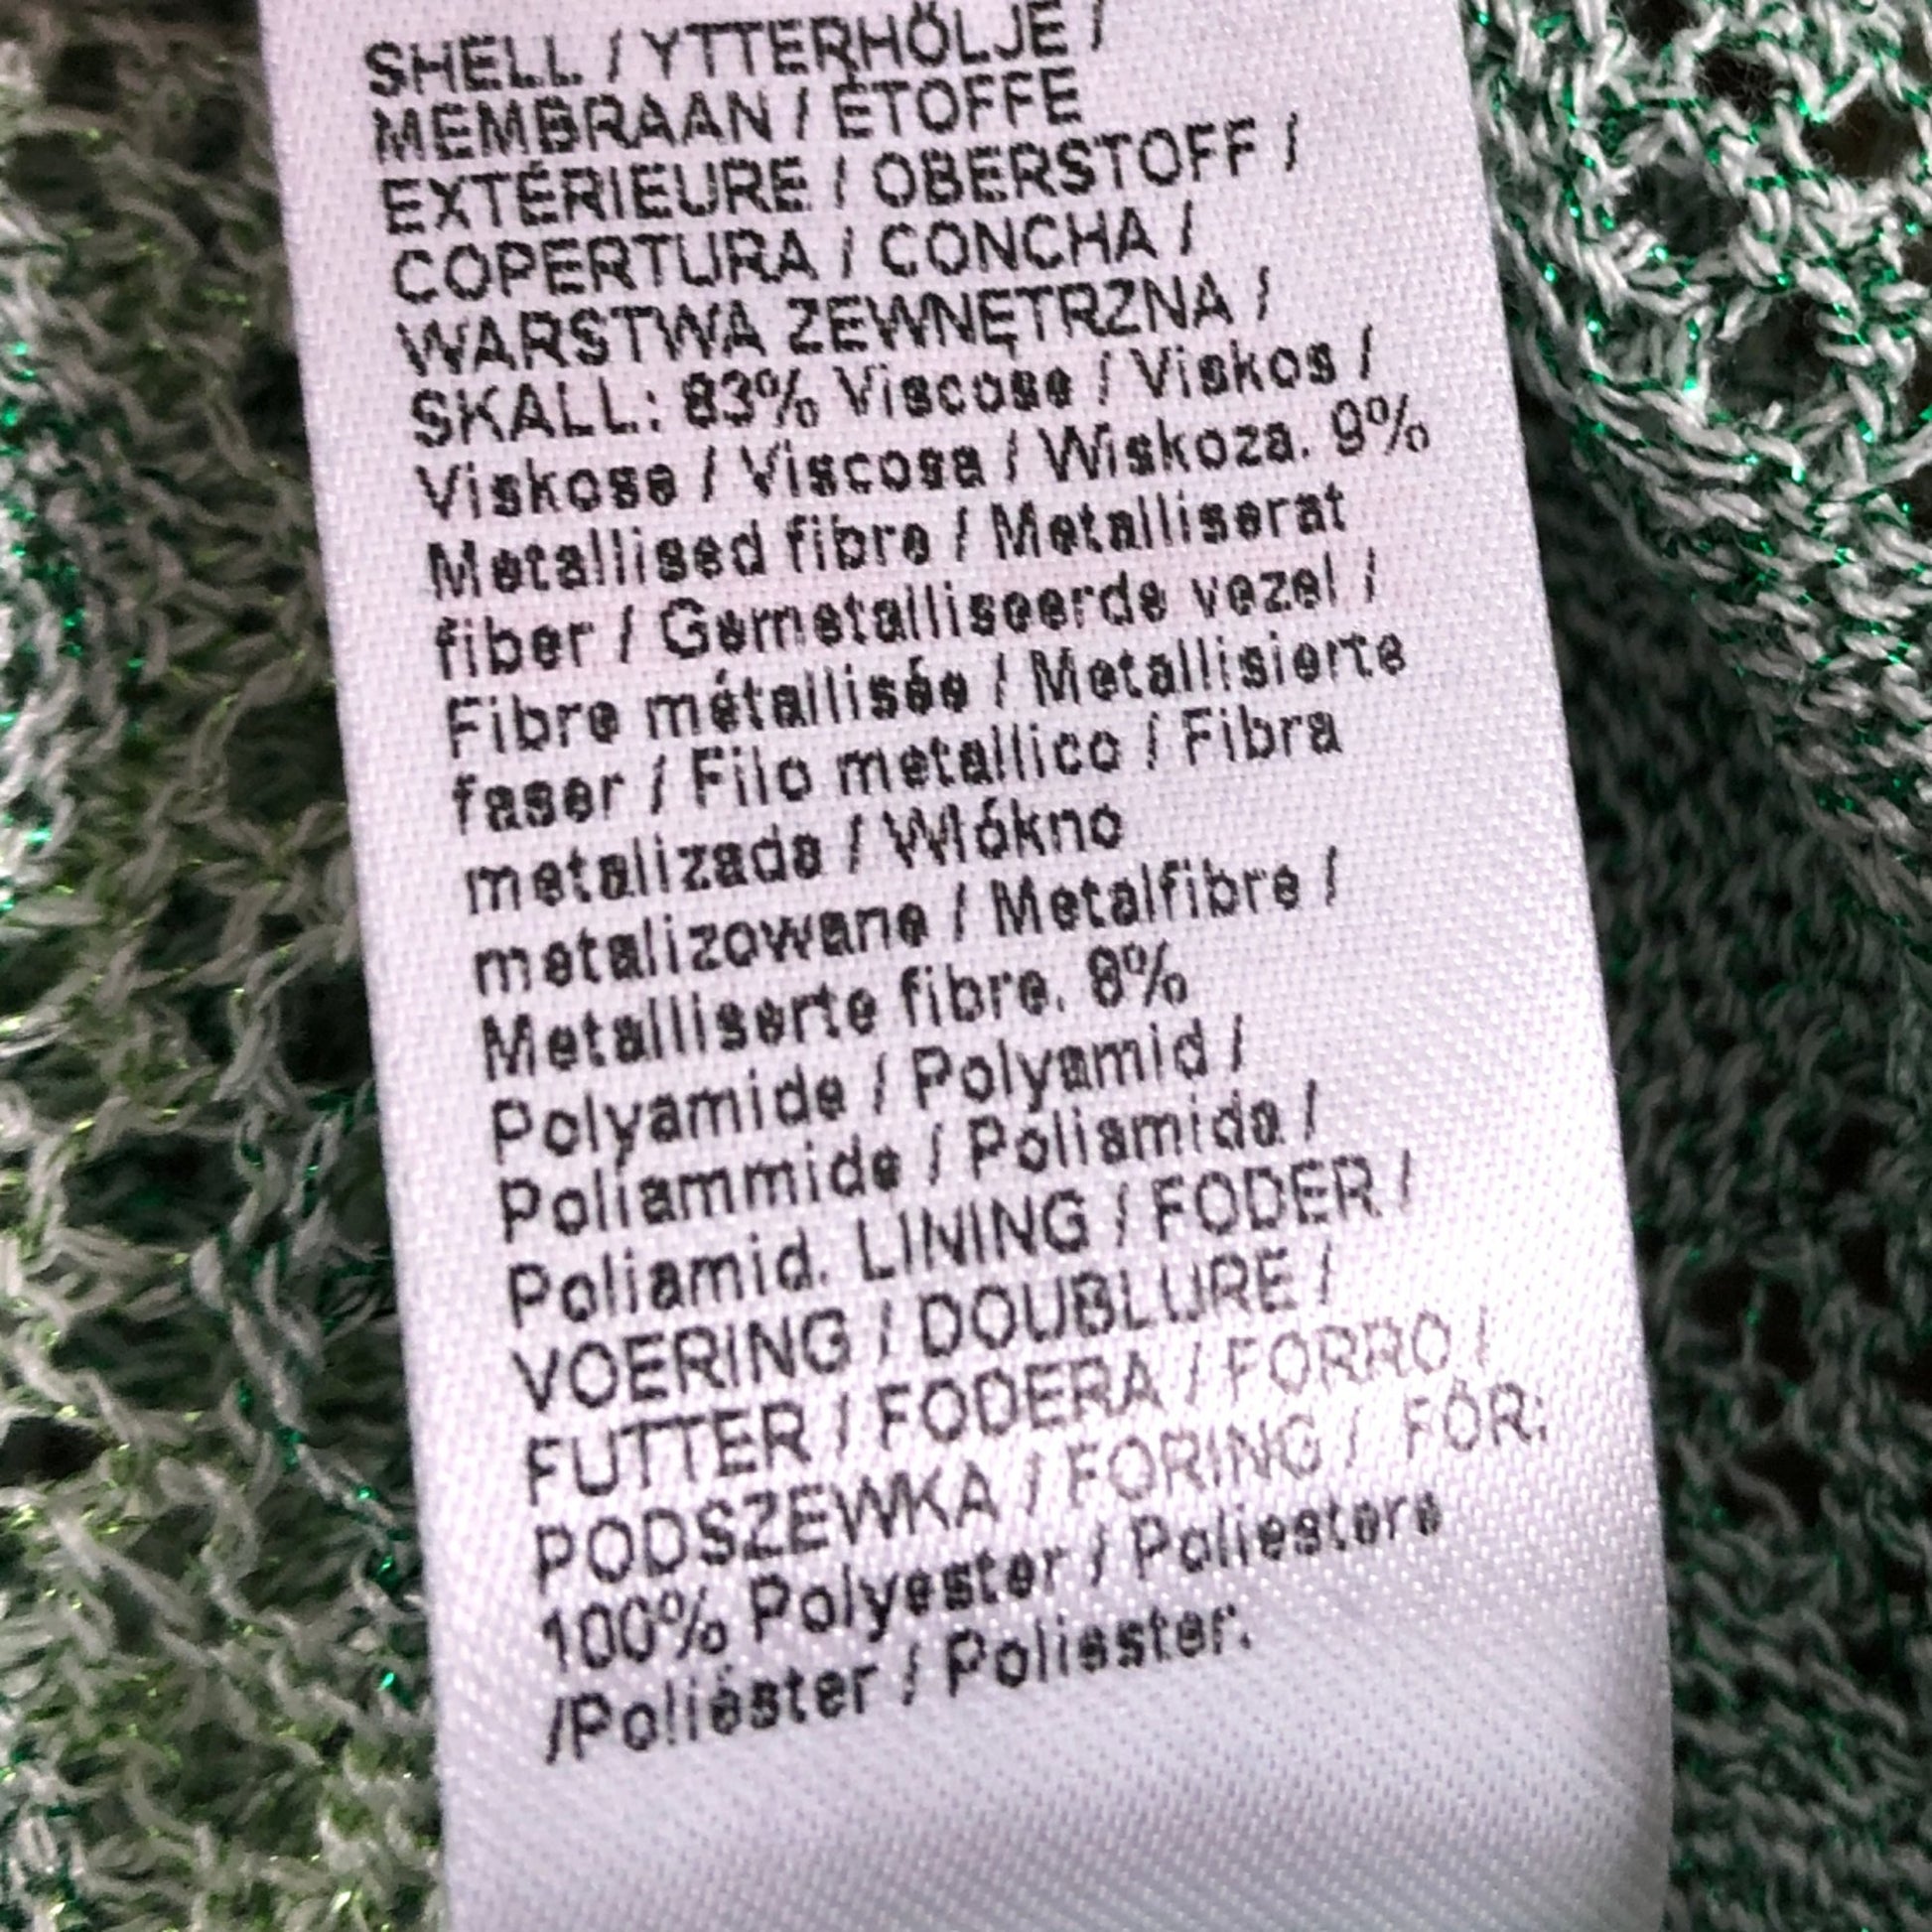 SHELL / YTTERHÖLJE /
MEMBRAAN / ÉTOFFE
EXTÉRIEURE / OBERSTOFF /
COPERTURA / CONCHA /
WARSTWA ZEWNĘTRZNA /
SKALL: 83% Viscose / Viskos /
Viskose / Viscosa / Wiskoza. 9%
Metallised fibre / Metalliserat
fiber / Gemetalliseerde vezel /
Fibre métallisée / Metallisierte
faser / Filo metallico / Fibra
metalizada / Włókno
metalizowane / Metalfibre /
Metalliserte fibre. 8%
Polyamide / Polyamid /
Poliammide / Poliamida /
Poliamid. LINING / FODER /
VOERING / DOUBLURE /
FUTTER / FODERA / FORRO /
PODSZEWKA / FORING / FÔR:
100% Polyester / Poliestere
/Poliéster / Poliester.